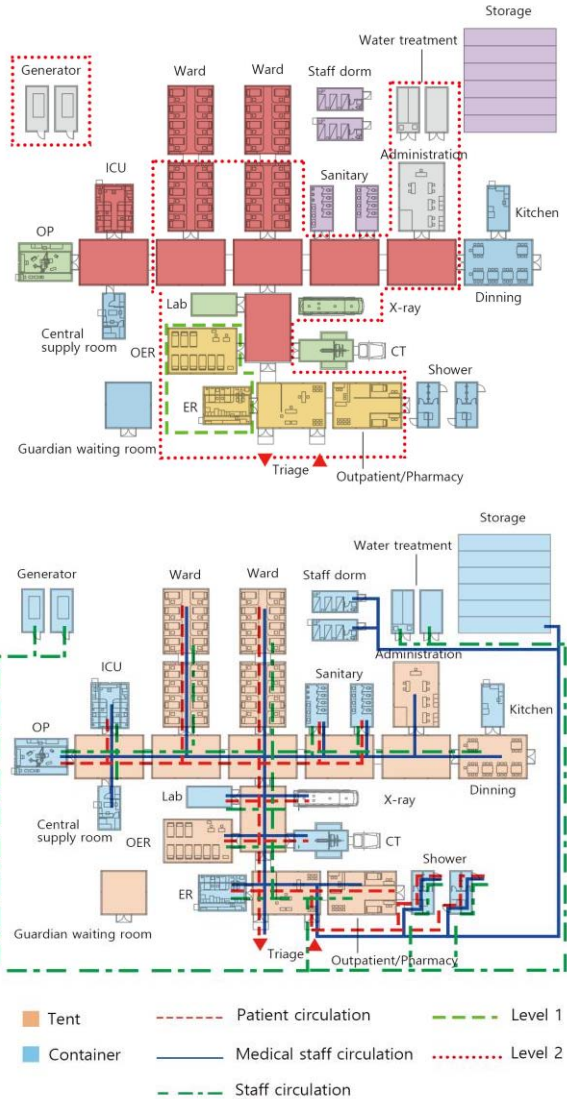 Storage
Water treatment
Generator
Ward
Ward
Staff dorm
Administration
ICU
Sanitary
Kitchen
OP
Lab
X-ray
Dinning
Central
supply room
OER
CT
Shower
ER
Guardian waiting room
Triage
Outpatient/Pharmacy
Storage
Water treatment
Generator
Ward
Ward
Staff dorm
Administration
ICU
Sanitary
Kitchen
OP
Lab
X-ray
Dinning
Central
supply room
OER
CT
Shower
ER
Guardian waiting room
Triage
Outpatient/Pharmacy
Tent
Patient circulation
Level 1
Container
Medical staff circulation
Level 2
Staff circulation